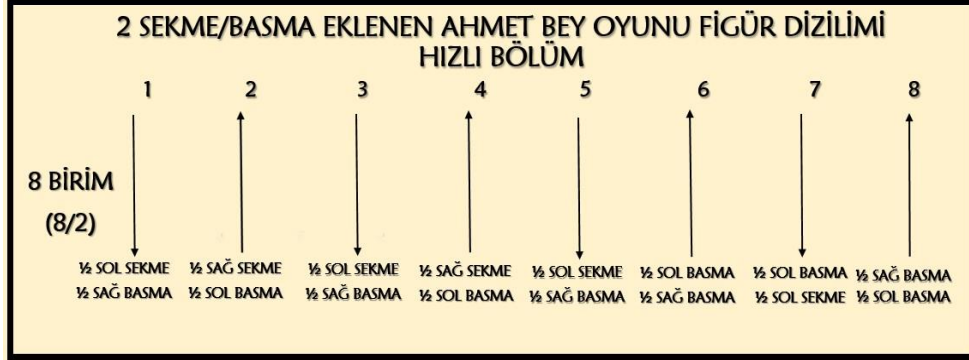 2 SEKME/BASMA EKLENEN AHMET BEY OYUNU FİGÜR DİZİLİMİ
HIZLI BÖLÜM
1 2 3 4 5 6 7 8
8 BİRİM
(8/2)
½ SOL SEKME ½ SAĞ SEKME ½ SOL SEKME ½ SAĞ SEKME ½ SOL SEKME ½ SOL BASMA ½ SOL BASMA ½ SAĞ BASMA
½ SAĞ BASMA ½ SOL BASMA ½ SAĞ BASMA ½ SOL BASMA ½ SAĞ BASMA ½ SAĞ BASMA ½ SOL SEKME ½ SOL BASMA